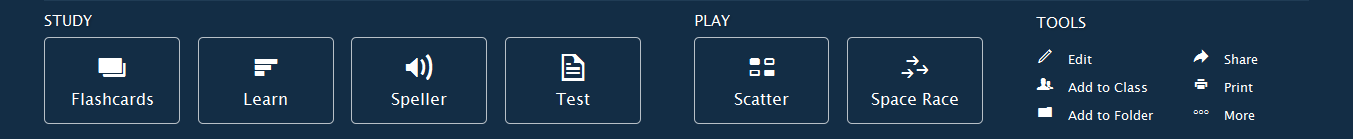 STUDY
Flashcards
Learn
Speller
Test
PLAY
Scatter
Space Race
TOOLS
Edit
Share
Add to Class
Print
Add to Folder
More